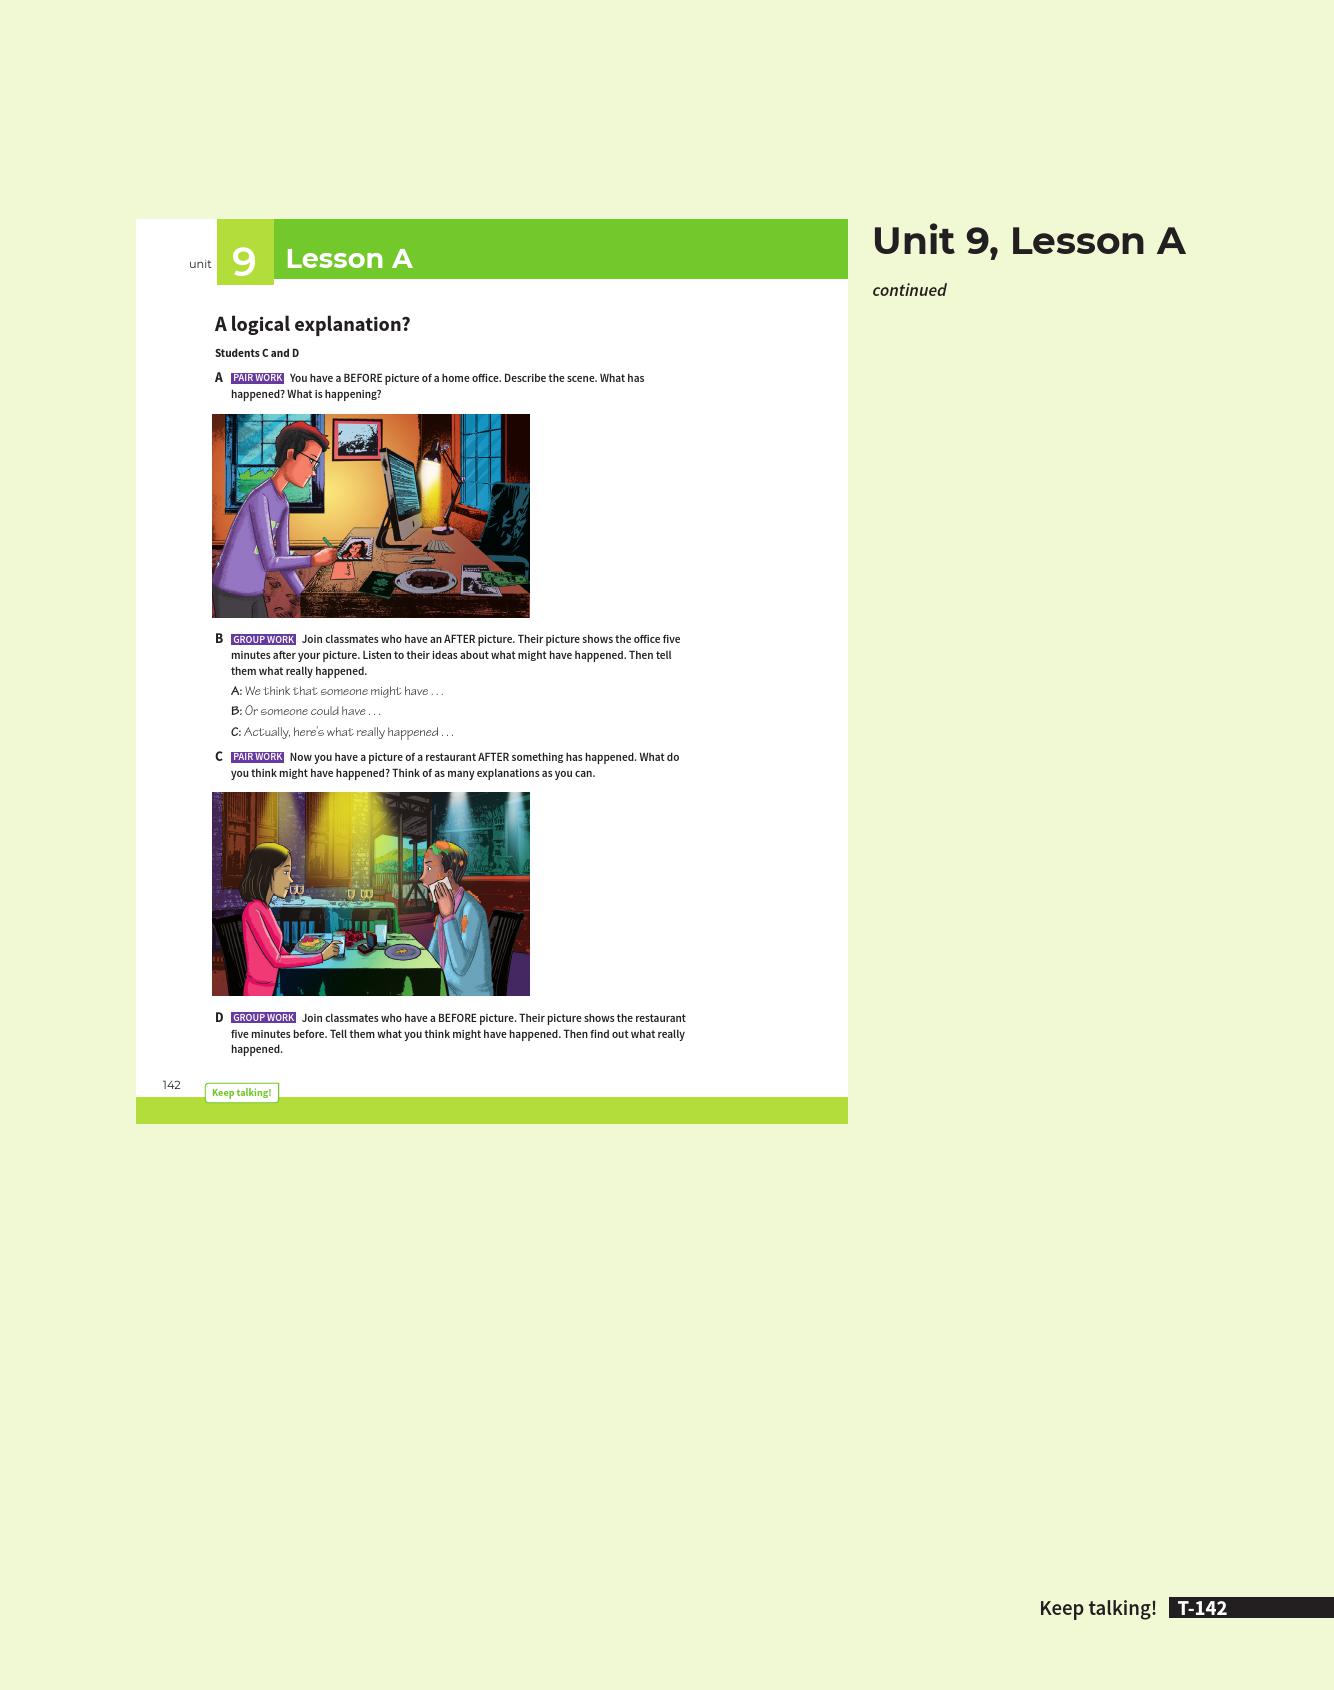 Unit 9, Lesson A
continued
unit 9 Lesson A
A logical explanation?
Students C and D
A PAIR WORK You have a BEFORE picture of a home office. Describe the scene. What has
happened? What is happening?
B GROUP WORK Join classmates who have an AFTER picture. Their picture shows the office five
minutes after your picture. Listen to their ideas about what might have happened. Then tell
them what really happened.
A: We think that someone might have . . .
B: Or someone could have . . .
C: Actually, here's what really happened . . .
C PAIR WORK Now you have a picture of a restaurant AFTER something has happened. What do
you think might have happened? Think of as many explanations as you can.
D GROUP WORK Join classmates who have a BEFORE picture. Their picture shows the restaurant
five minutes before. Tell them what you think might have happened. Then find out what really
happened.
142
Keep talking!
Keep talking! T-142